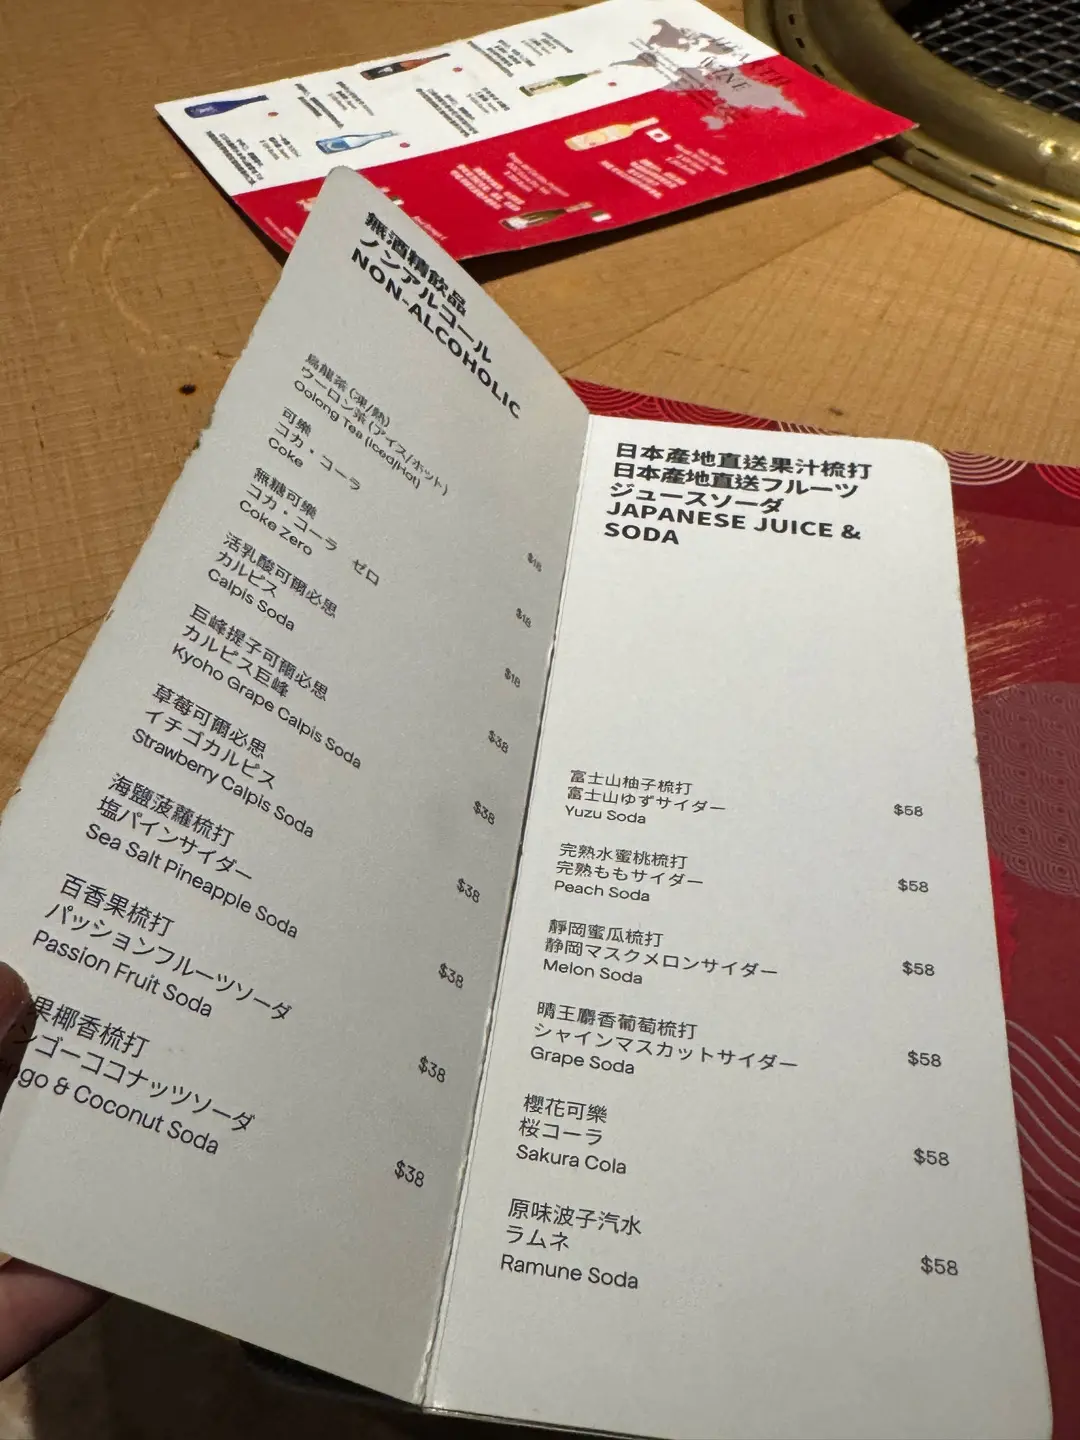 無酒精飲品
ノンアルコール
NON-ALCOHOLIC
烏龍茶 (凍/熱)
ウーロン茶 (アイス/ホット)
Oolong Tea (Iced/Hot)
$18
可樂
コカ・コーラ
Coke
$18
無糖可樂
コカ・コーラ ゼロ
Coke Zero
$18
活乳酸可爾必思
カルピス
Calpis Soda
$38
巨峰提子可爾必思
カルピス巨峰
Kyoho Grape Calpis Soda
$38
草莓可爾必思
イチゴカルピス
Strawberry Calpis Soda
$38
海鹽菠蘿梳打
塩パインサイダー
Sea Salt Pineapple Soda
$38
百香果梳打
パッションフルーツソーダ
Passion Fruit Soda
$38
果椰香梳打
ンゴーココナッツソーダ
go & Coconut Soda
$38
日本產地直送果汁梳打
日本產地直送フルーツ
ジュースソーダ
JAPANESE JUICE &
SODA
富士山柚子梳打
富士山ゆずサイダー
Yuzu Soda
$58
完熟水蜜桃梳打
完熟ももサイダー
Peach Soda
$58
靜岡蜜瓜梳打
静岡マスクメロンサイダー
Melon Soda
$58
晴王麝香葡萄梳打
シャインマスカットサイダー
Grape Soda
$58
櫻花可樂
桜コーラ
Sakura Cola
$58
原味波子汽水
ラムネ
Ramune Soda
$58